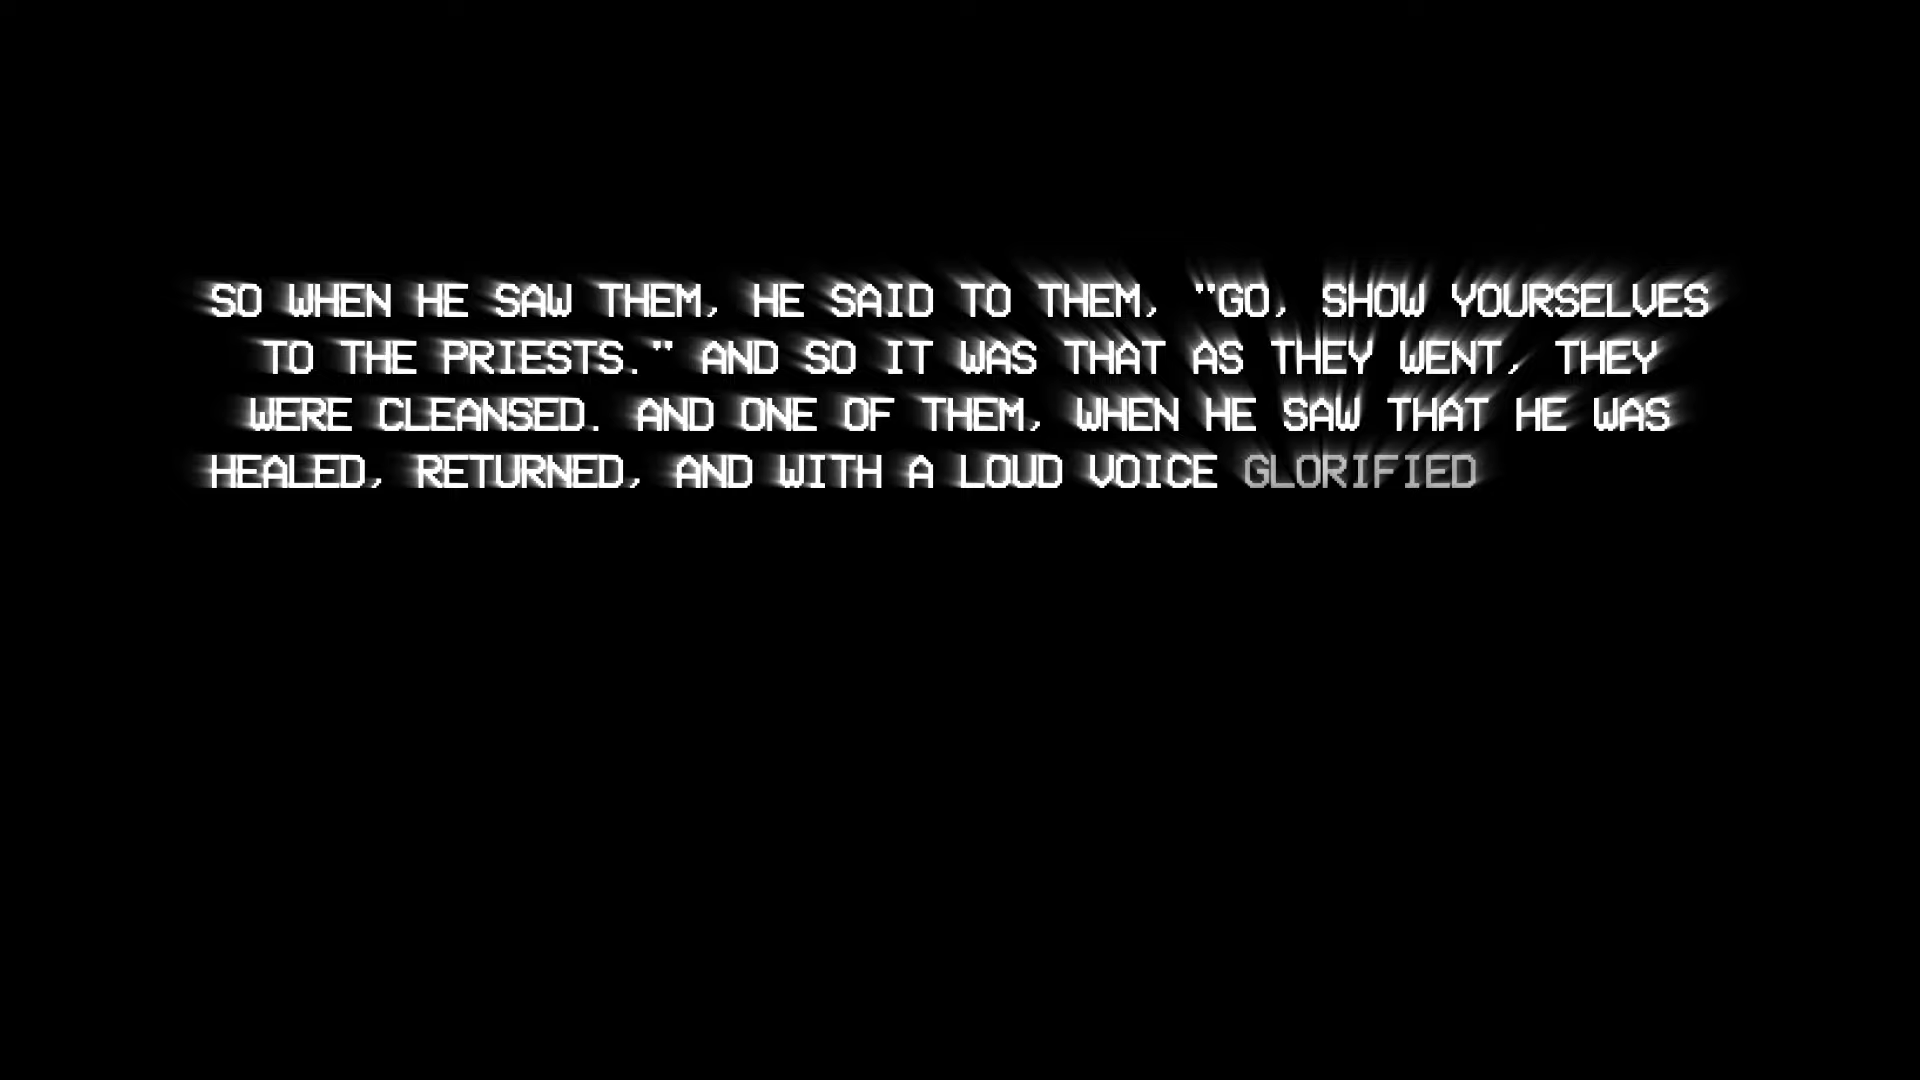 SO WHEN HE SAW THEM, HE SAID TO THEM, "GO, SHOW YOURSELVES
TO THE PRIESTS." AND SO IT WAS THAT AS THEY WENT, THEY
WERE CLEANSED. AND ONE OF THEM, WHEN HE SAW THAT HE WAS
HEALED, RETURNED, AND WITH A LOUD VOICE GLORIFIED